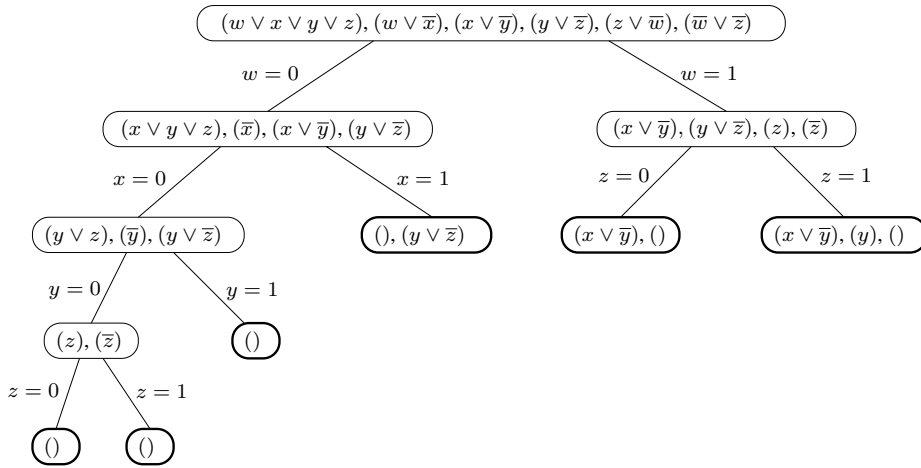 (w ∨ x ∨ y ∨ z), (w ∨ x̅), (x ∨ y̅), (y ∨ z̅), (z ∨ w̅), (w̅ ∨ z̅)
w = 0 w = 1
(x ∨ y ∨ z), (x̅), (x ∨ y̅), (y ∨ z̅) (x ∨ y̅), (y ∨ z̅), (z), (z̅)
x = 0 x = 1 z = 0 z = 1
(y ∨ z), (y̅), (y ∨ z̅) (), (y ∨ z̅) (x ∨ y̅), () (x ∨ y̅), (y), ()
y = 0 y = 1
(z), (z̅) ()
z = 0 z = 1
() ()